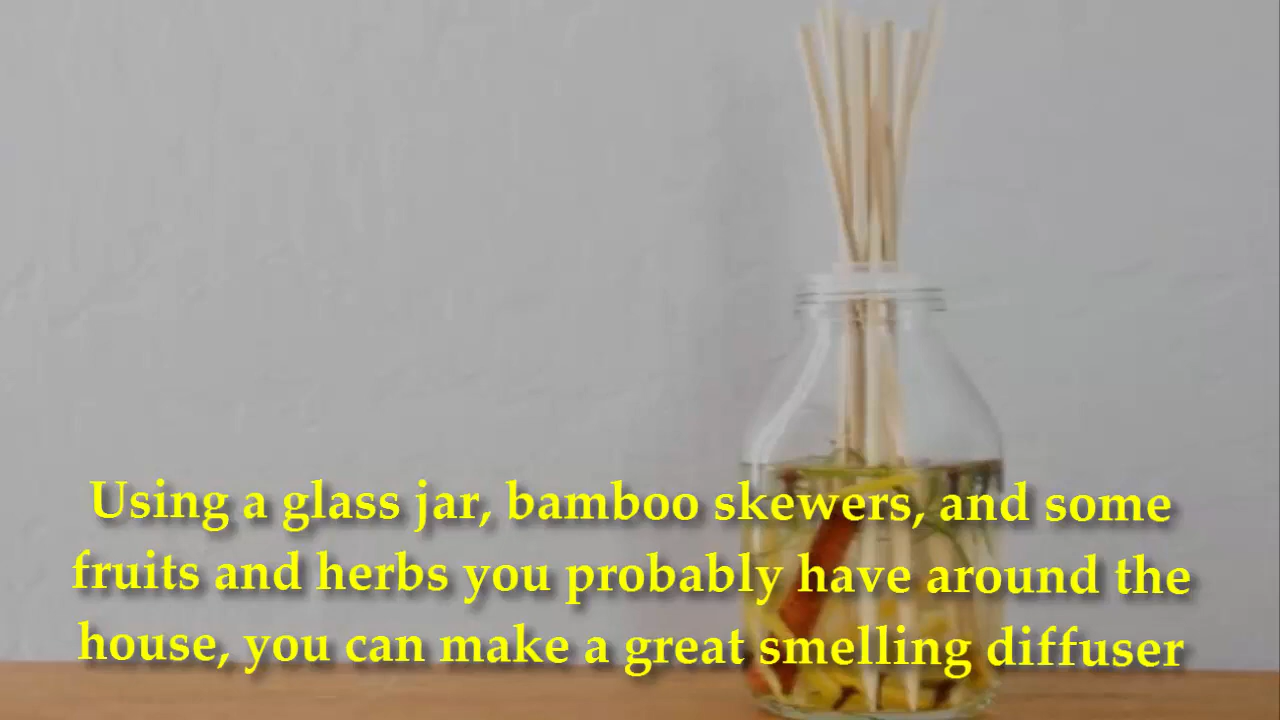 Using a glass jar, bamboo skewers, and some
fruits and herbs you probably have around the
house, you can make a great smelling diffuser